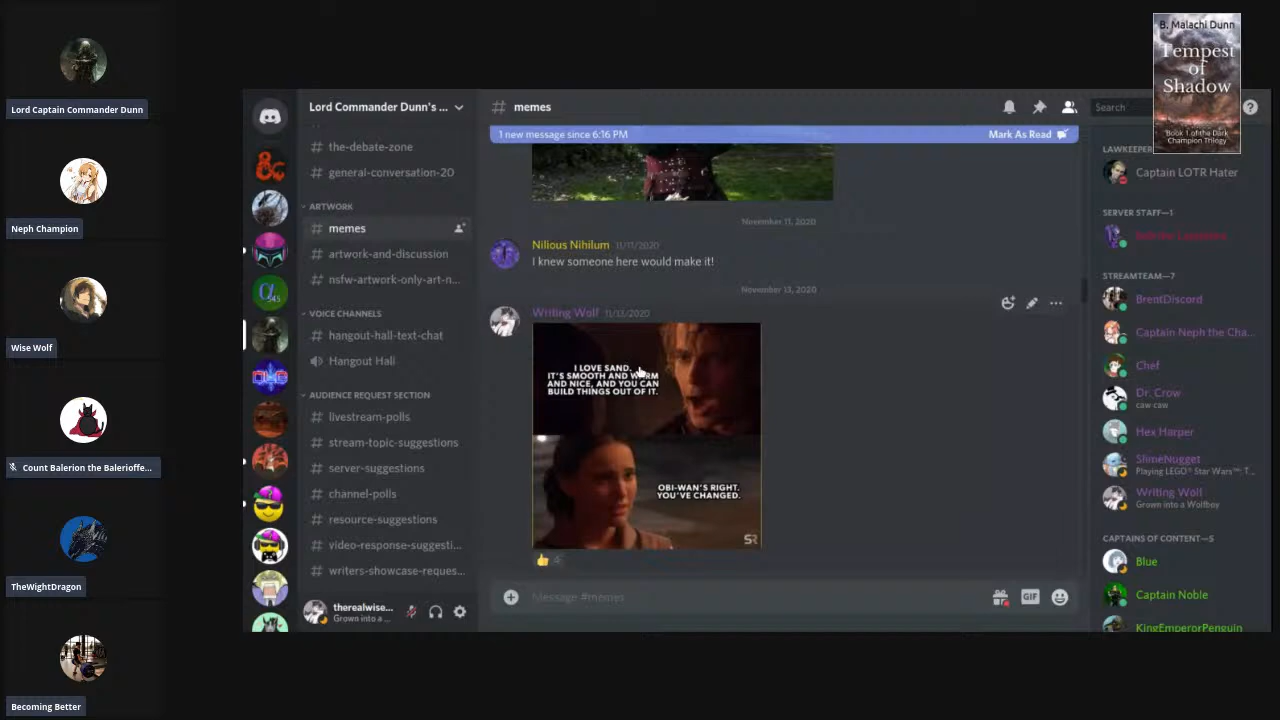 Lord Captain Commander Dunn
Neph Champion
Wise Wolf
Count Balerion the Balerioffe...
TheWightDragon
Becoming Better
Lord Commander Dunn's ...
the-debate-zone
general-conversation-20
ARTWORK
memes
artwork-and-discussion
nsfw-artwork-only-art-n...
VOICE CHANNELS
hangout-hall-text-chat
Hangout Hall
AUDIENCE REQUEST SECTION
livestream-polls
stream-topic-suggestions
server-suggestions
channel-polls
resource-suggestions
video-response-suggesti...
writers-showcase-reques...
therealwise...
Grown into a ...
# memes
1 new message since 6:16 PM
Mark As Read
November 11, 2020
Nilious Nihilum 11/11/2020
I knew someone here would make it!
November 13, 2020
Writing Wolf 11/13/2020
I LOVE SAND.
IT'S SMOOTH AND WARM
AND NICE, AND YOU CAN
BUILD THINGS OUT OF IT.
OBI-WAN'S RIGHT.
YOU'VE CHANGED.
SR
Message #memes
GIF
Search
B. Malachi Dunn
Tempest
of
Shadow
Book 1 of the Dark
Champion Trilogy
LAWKEEPER
Captain LOTR Hater
SERVER STAFF—1
STREAMTEAM—7
BrentDiscord
Captain Neph the Cha...
Chef
Dr. Crow
caw caw
Hex Harper
SlimeNugget
Playing LEGO® Star Wars™: T...
Writing Wolf
Grown into a Wolfboy
CAPTAINS OF CONTENT—5
Blue
Captain Noble
KingEmperorPenguin